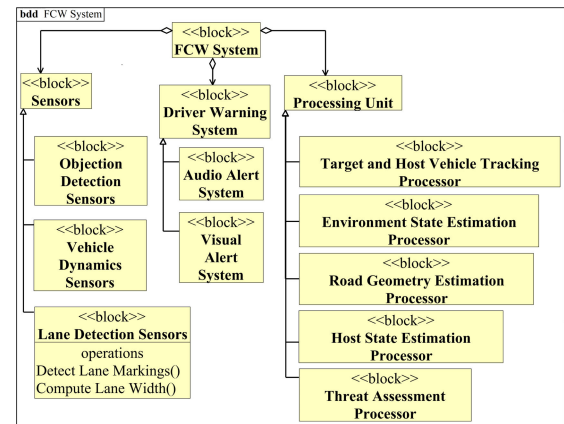 bdd FCW System
<<block>>
FCW System
<<block>>
Sensors
<<block>>
Objection
Detection
Sensors
<<block>>
Vehicle
Dynamics
Sensors
<<block>>
Lane Detection Sensors
operations
Detect Lane Markings()
Compute Lane Width()
<<block>>
Driver Warning
System
<<block>>
Audio Alert
System
<<block>>
Visual
Alert
System
<<block>>
Processing Unit
<<block>>
Target and Host Vehicle Tracking
Processor
<<block>>
Environment State Estimation
Processor
<<block>>
Road Geometry Estimation
Processor
<<block>>
Host State Estimation
Processor
<<block>>
Threat Assessment
Processor